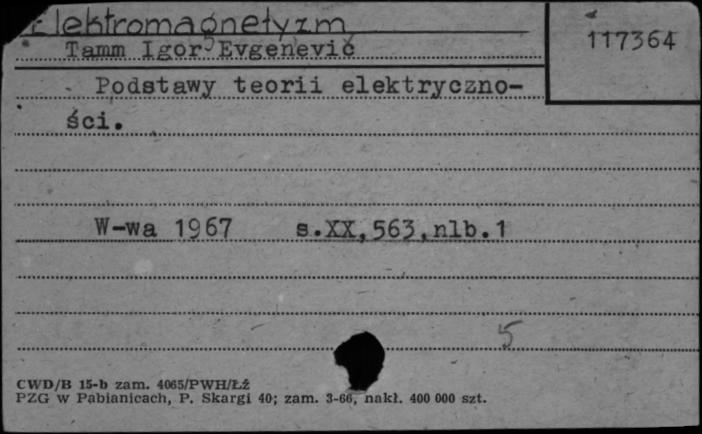 Elektromagnetyzm
117364
Tamm Igor Evgenevič
Podstawy teorii elektryczno-
ści.
W-wa 1967 s.XX,563,nlb.1
5
CWD/B 15-b zam. 4065/PWH/Łż
PZG w Pabianicach, P. Skargi 40; zam. 3-66, nakł. 400 000 szt.